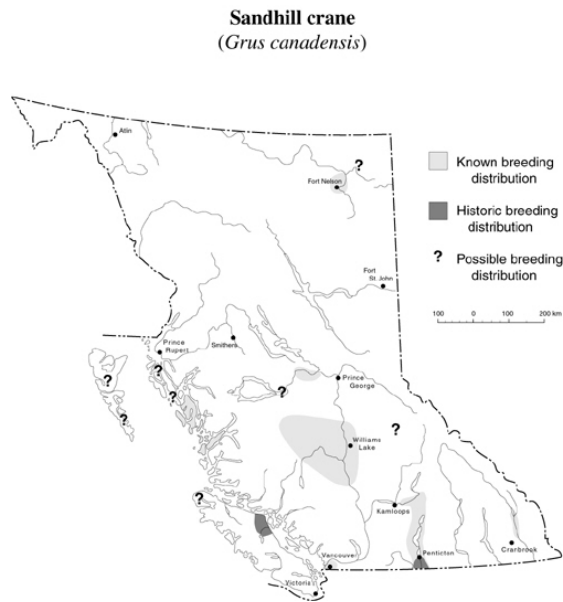 Sandhill crane
(Grus canadensis)
Atlin
?
Fort Nelson
Known breeding
distribution
Historic breeding
distribution
? Possible breeding
distribution
Fort
St. John
100 0 100 200 km
Prince
Rupert
Smithers
?
?
?
?
?
Prince
George
?
Williams
Lake
?
Kamloops
Vancouve
Penticton
Cranbrook
Victoria